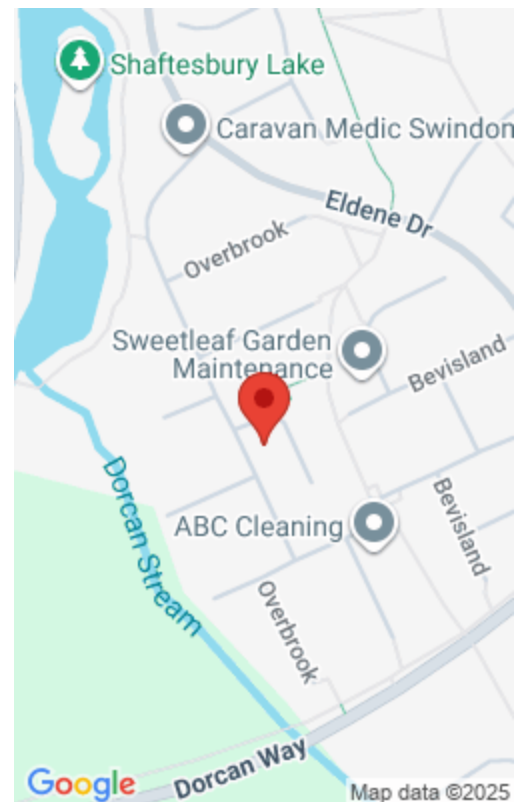 Shaftesbury Lake
Caravan Medic Swindon
Eldene Dr
Overbrook
Sweetleaf Garden
Maintenance
Bevisland
Dorcan Stream
ABC Cleaning
Bevisland
Overbrook
Dorcan Way
Google
Map data ©2025